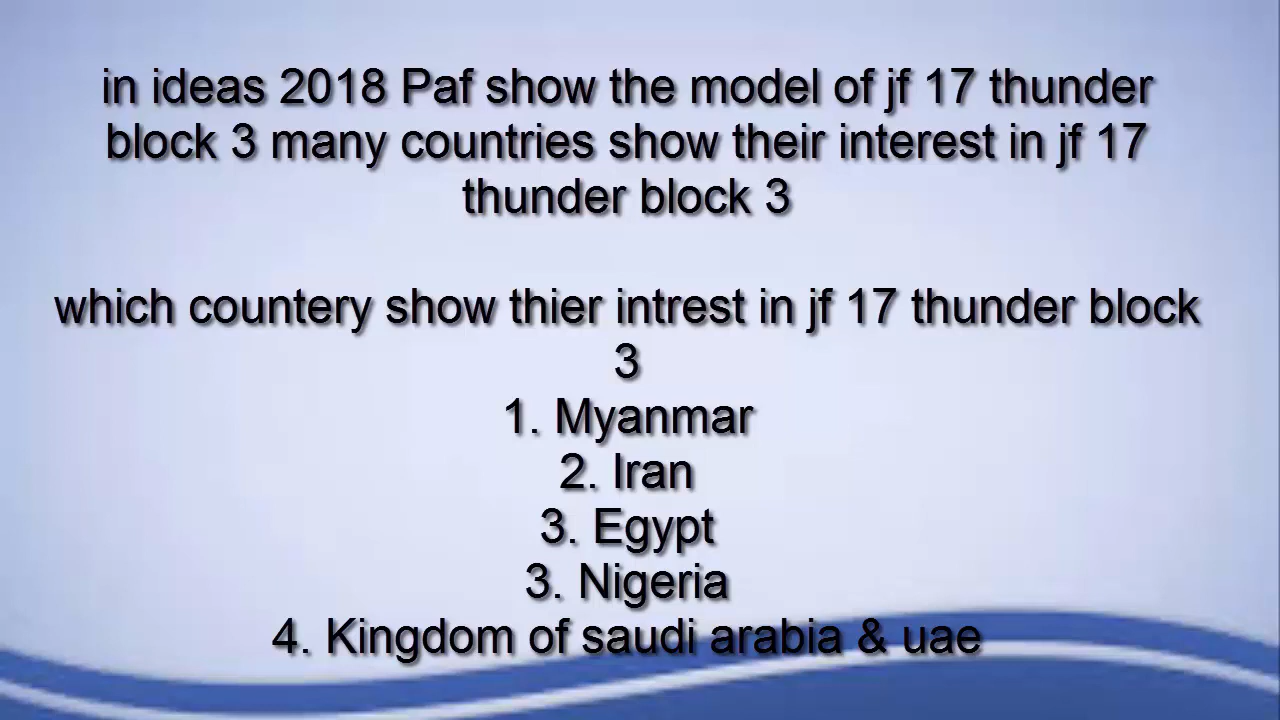 in ideas 2018 Paf show the model of jf 17 thunder
block 3 many countries show their interest in jf 17
thunder block 3
which countery show thier intrest in jf 17 thunder block
3
1. Myanmar
2. Iran
3. Egypt
3. Nigeria
4. Kingdom of saudi arabia & uae